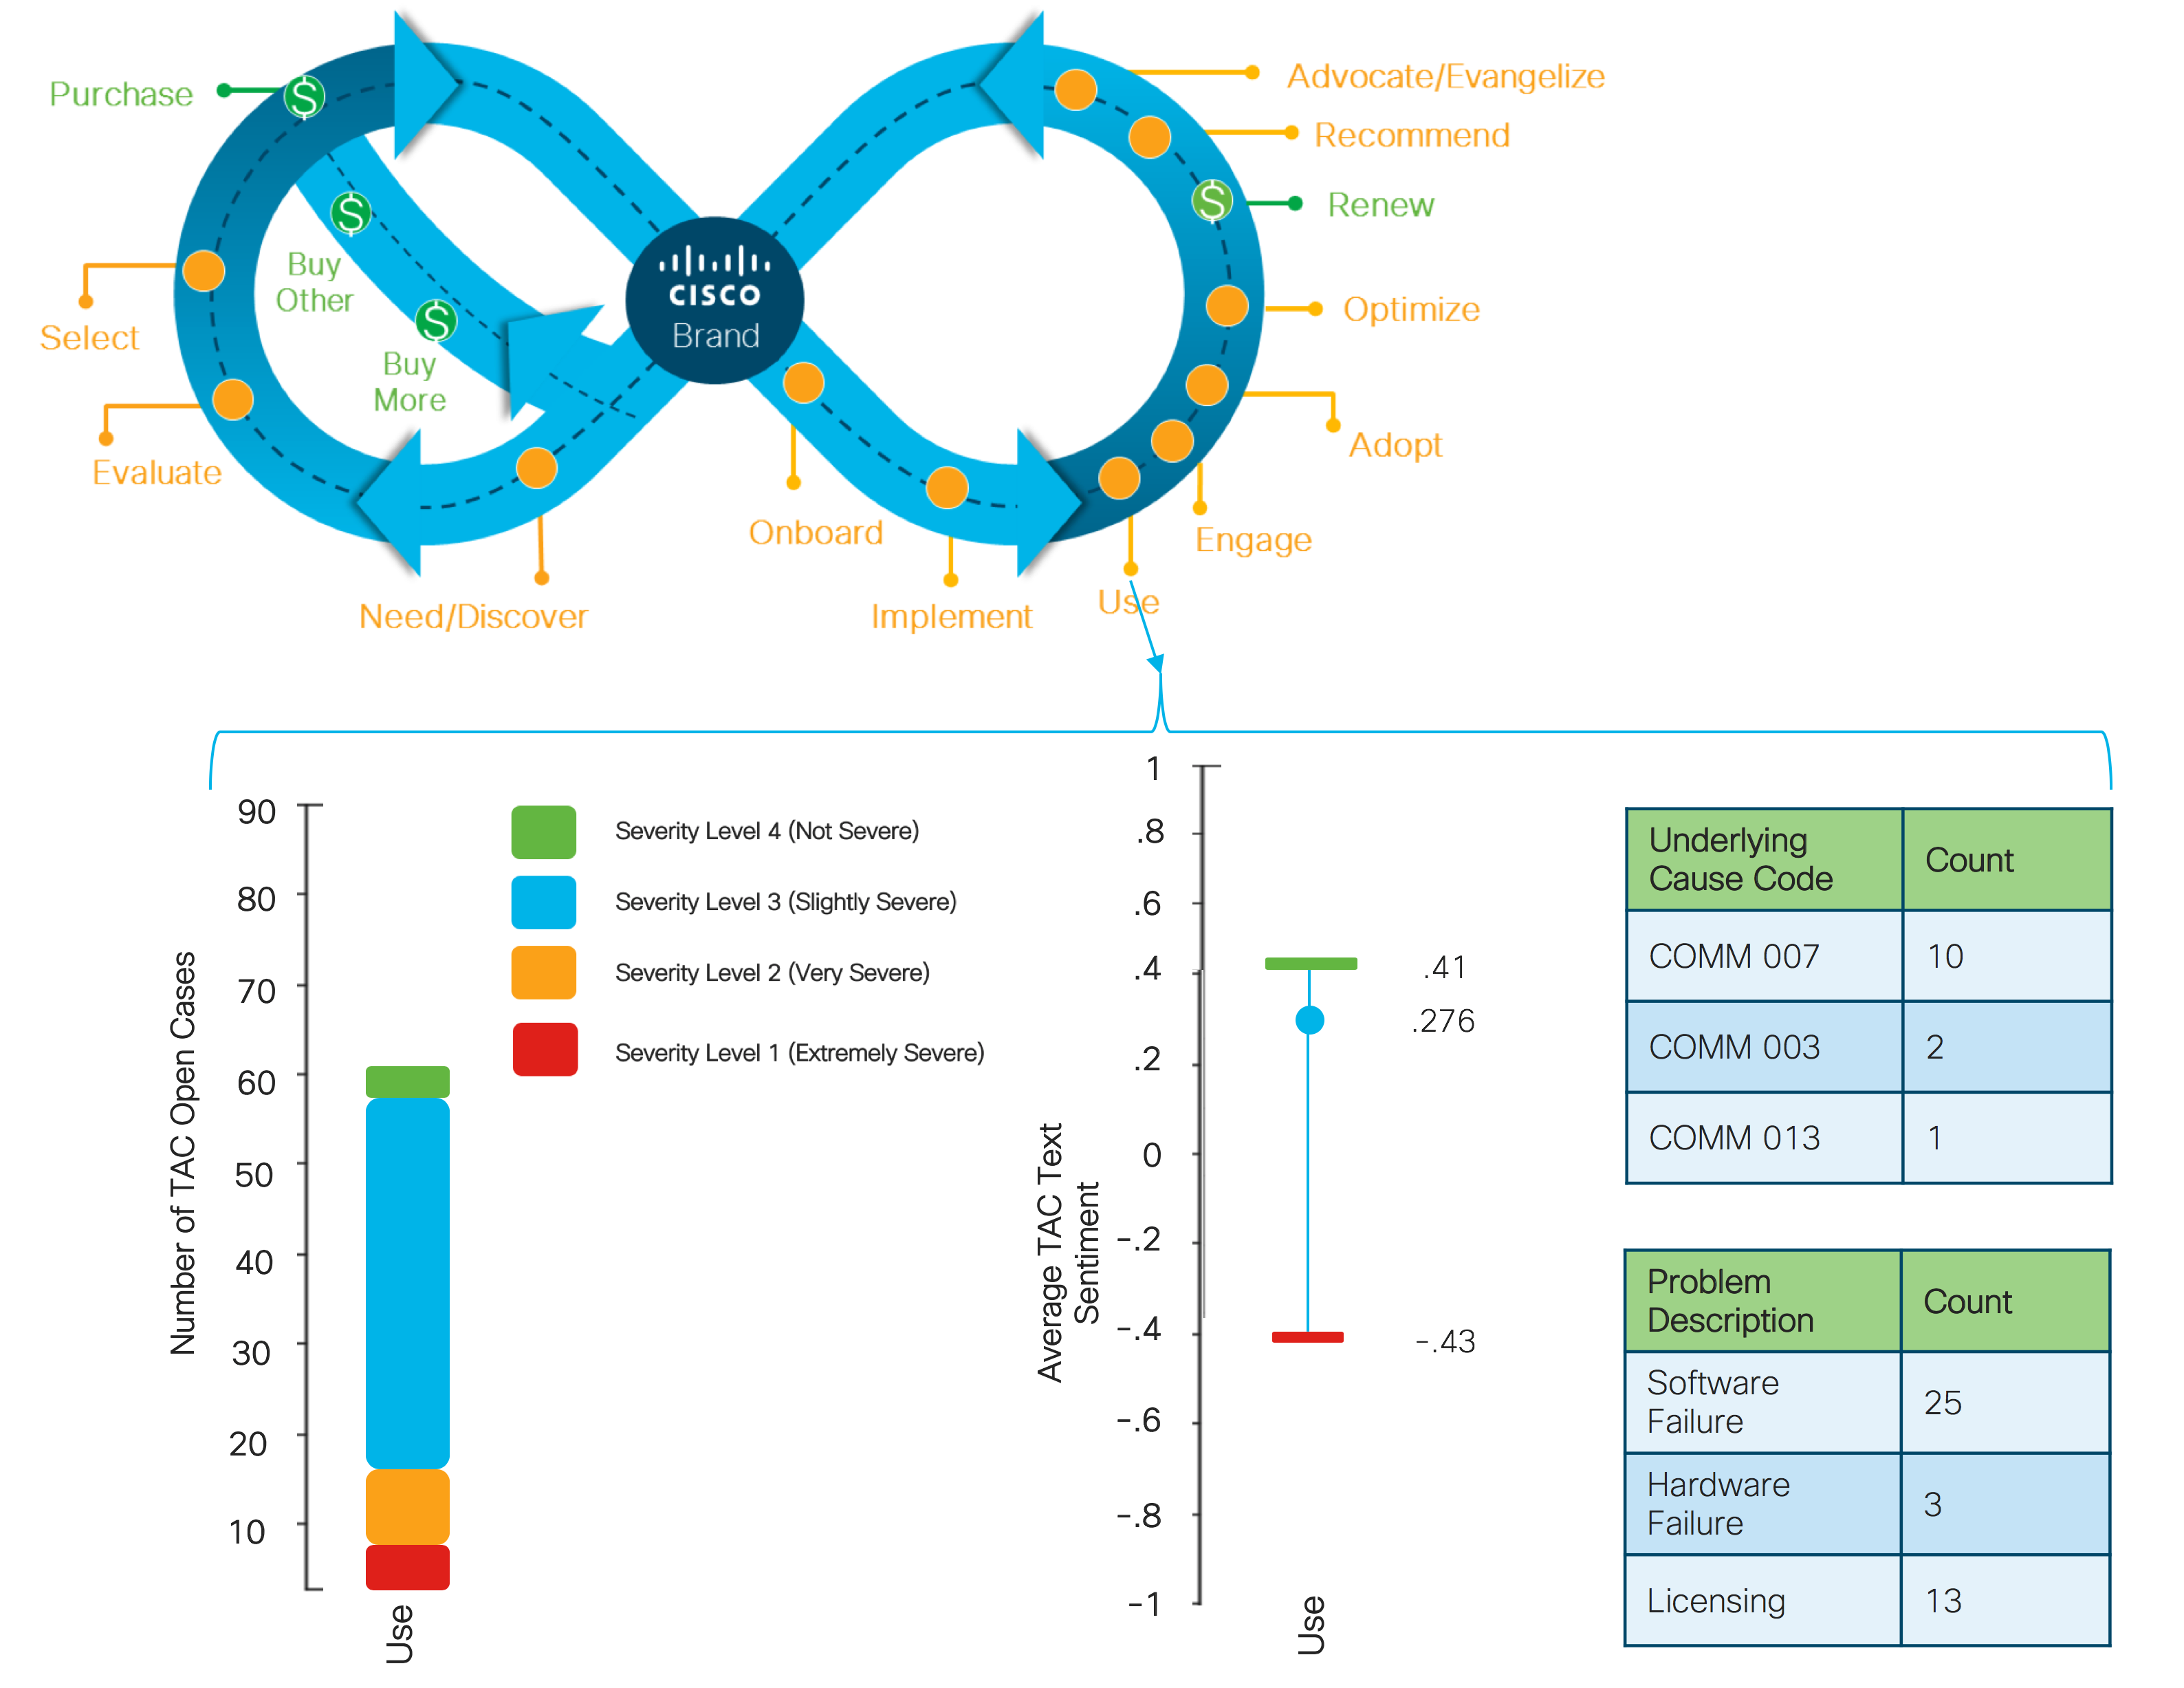 Purchase
$
Advocate/Evangelize
Recommend
$
Renew
$
Buy
Other
CISCO
Brand
Select
$
Buy
More
Optimize
Evaluate
Adopt
Onboard
Engage
Need/Discover
Implement
Use
Number of TAC Open Cases
90
80
70
60
50
40
30
20
10
Use
Severity Level 4 (Not Severe)
Severity Level 3 (Slightly Severe)
Severity Level 2 (Very Severe)
Severity Level 1 (Extremely Severe)
Average TAC Text
Sentiment
1
.8
.6
.4
.2
0
-.2
-.4
-.6
-.8
-1
.41
.276
-.43
Use
Underlying
Cause Code
Count
COMM 007
10
COMM 003
2
COMM 013
1
Problem
Description
Count
Software
Failure
25
Hardware
Failure
3
Licensing
13